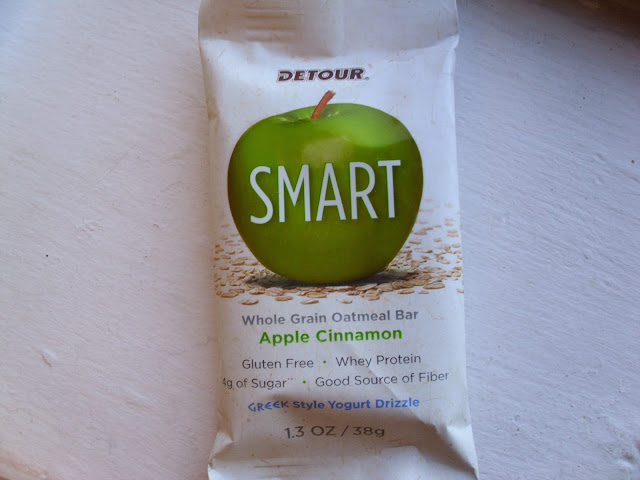 DETOUR®
SMART
Whole Grain Oatmeal Bar
Apple Cinnamon
Gluten Free • Whey Protein
4g of Sugar** • Good Source of Fiber
GREEK Style Yogurt Drizzle
1.3 OZ / 38g